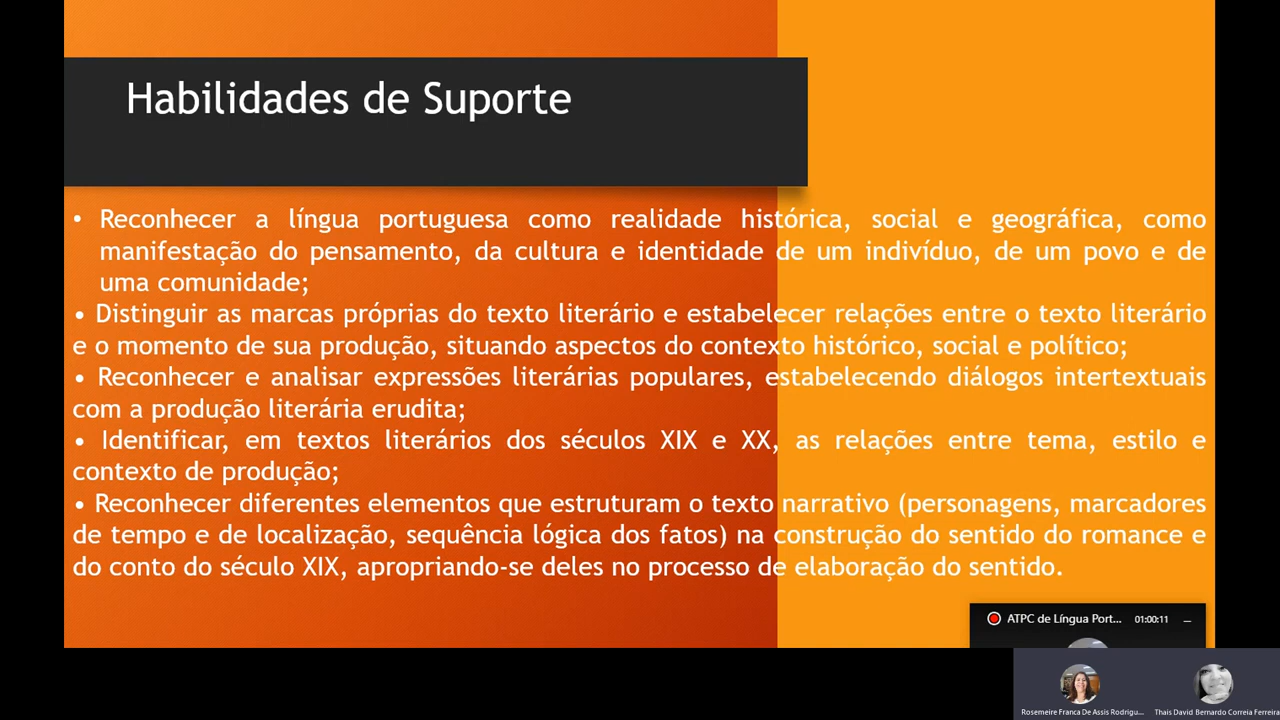 Habilidades de Suporte
• Reconhecer a língua portuguesa como realidade histórica, social e geográfica, como
manifestação do pensamento, da cultura e identidade de um indivíduo, de um povo e de
uma comunidade;
• Distinguir as marcas próprias do texto literário e estabelecer relações entre o texto literário
e o momento de sua produção, situando aspectos do contexto histórico, social e político;
• Reconhecer e analisar expressões literárias populares, estabelecendo diálogos intertextuais
com a produção literária erudita;
• Identificar, em textos literários dos séculos XIX e XX, as relações entre tema, estilo e
contexto de produção;
• Reconhecer diferentes elementos que estruturam o texto narrativo (personagens, marcadores
de tempo e de localização, sequência lógica dos fatos) na construção do sentido do romance e
do conto do século XIX, apropriando-se deles no processo de elaboração do sentido.
ATPC de Língua Port... 01:00:11
Rosemeire Franca De Assis Rodrigu... Thais David Bernardo Correia Ferreira